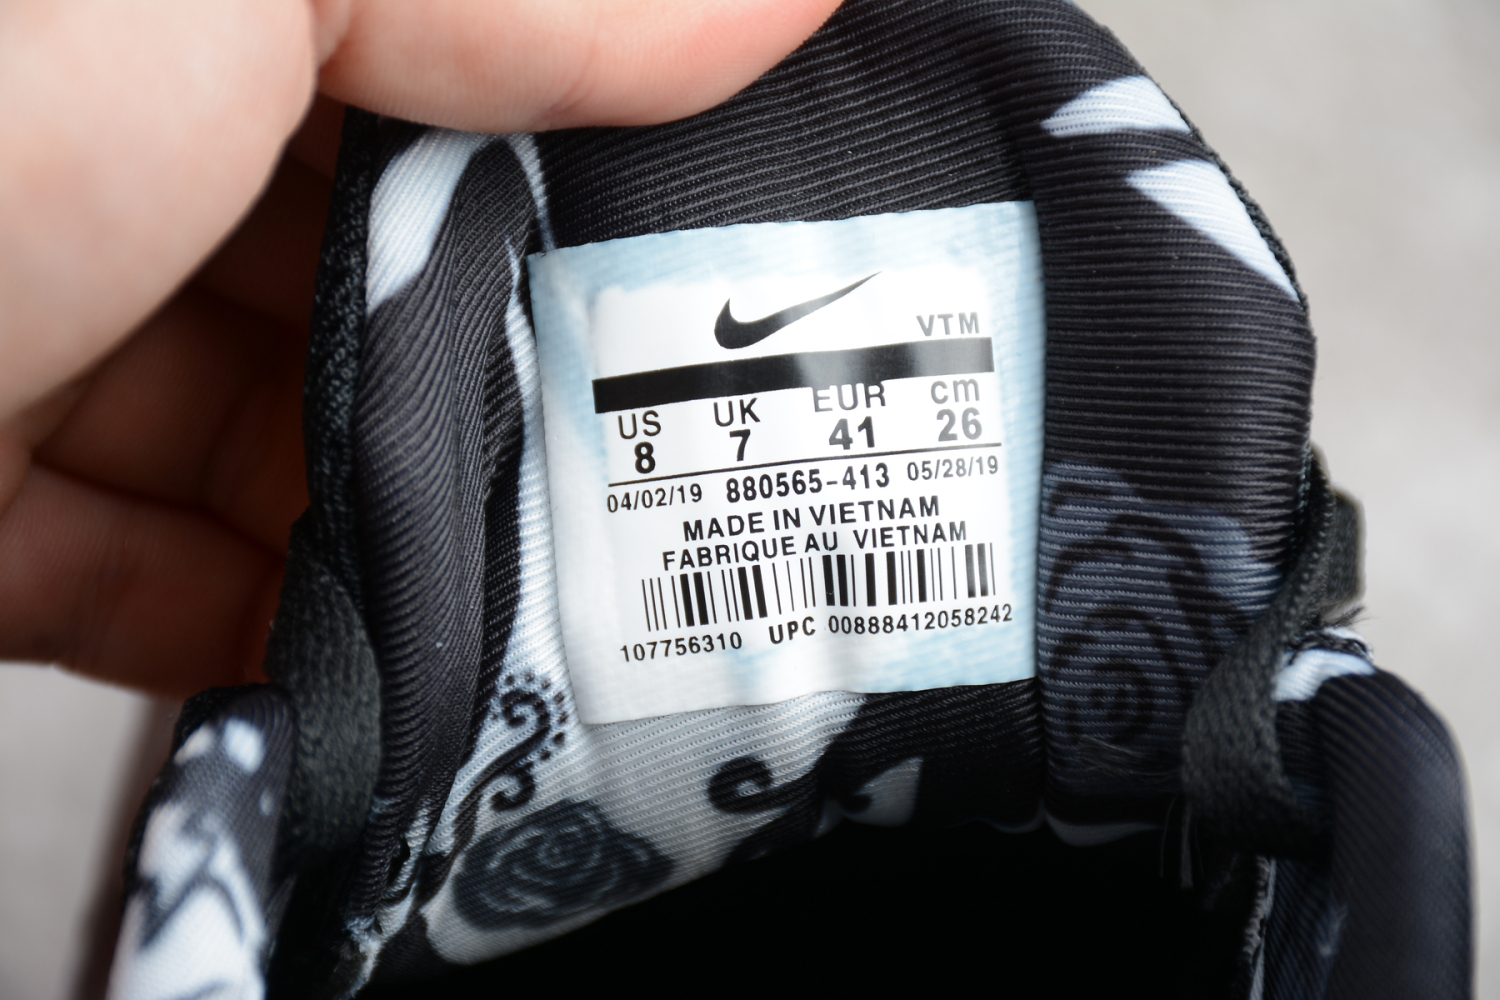 VTM
US UK EUR cm
8 7 41 26
04/02/19 880565-413 05/28/19
MADE IN VIETNAM
FABRIQUE AU VIETNAM
107756310 UPC 00888412058242